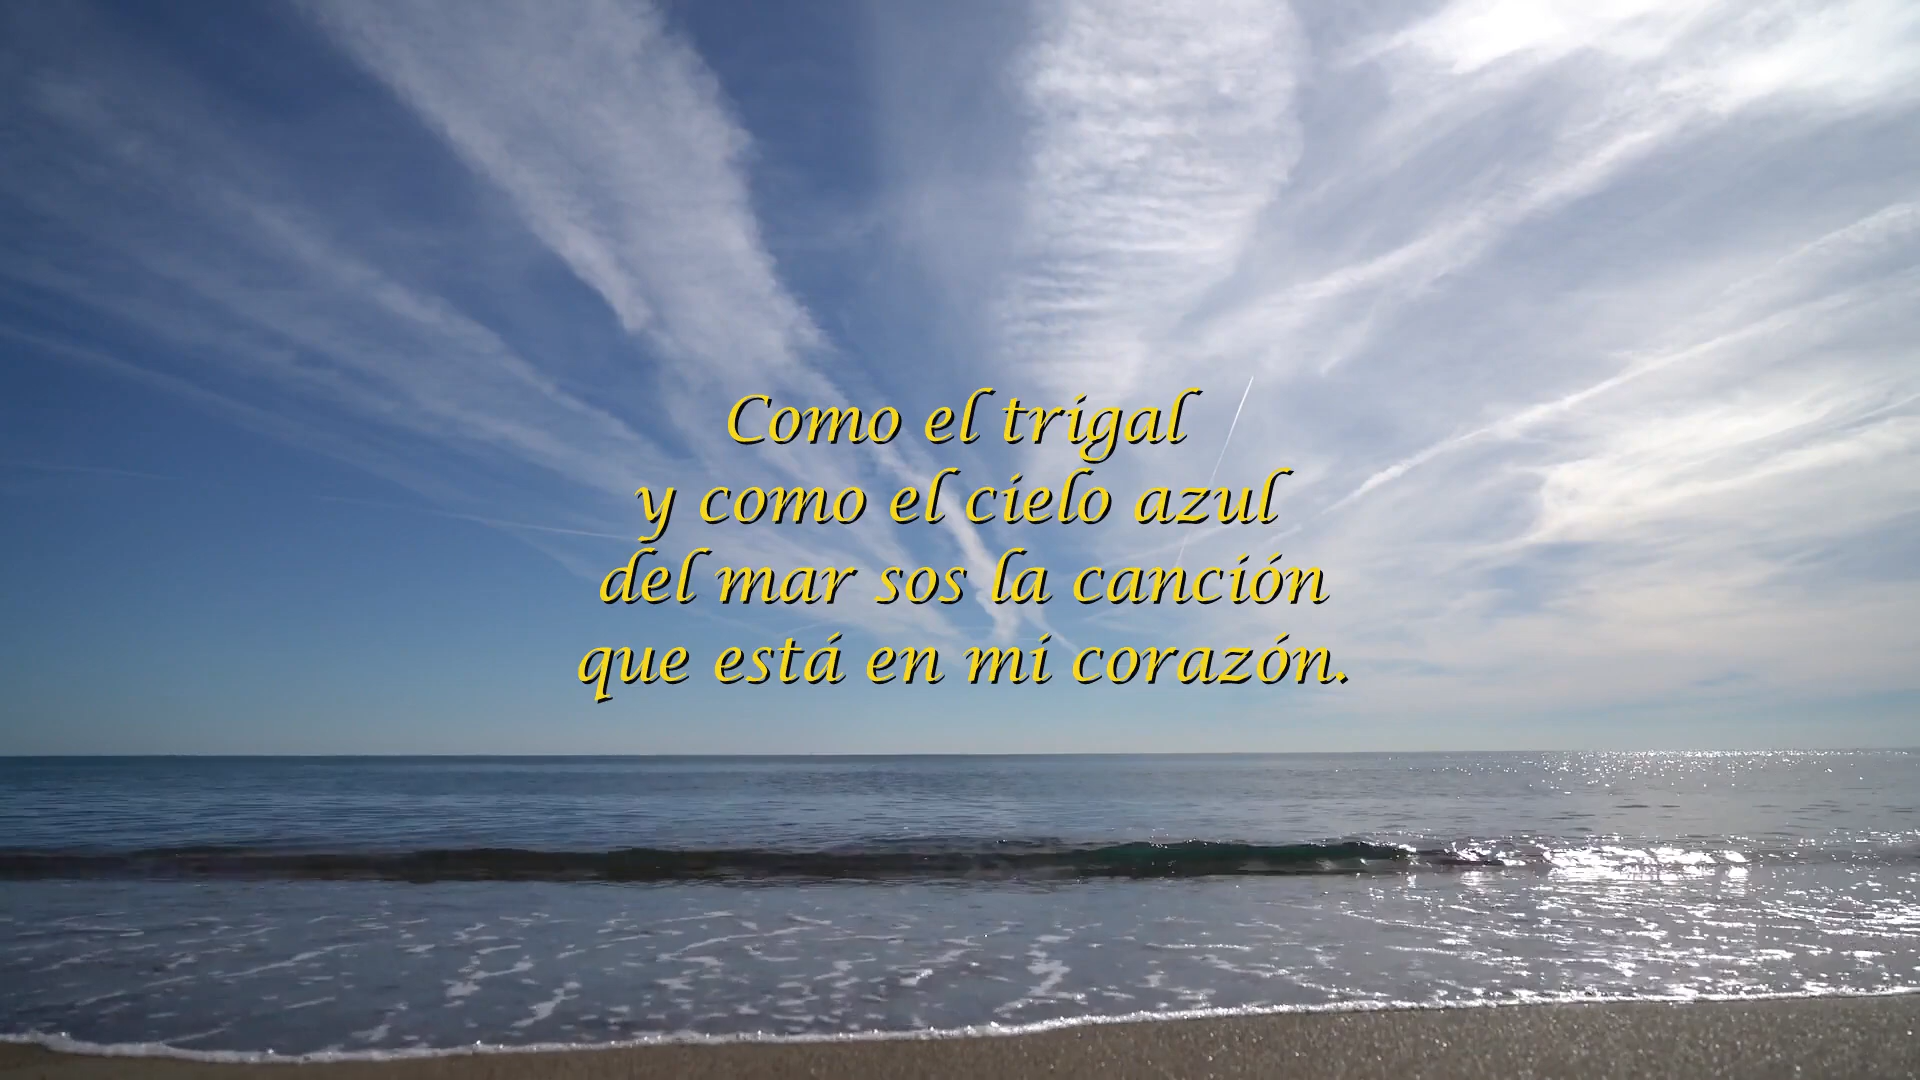 Como el trigal
y como el cielo azul
del mar sos la canción
que está en mi corazón.